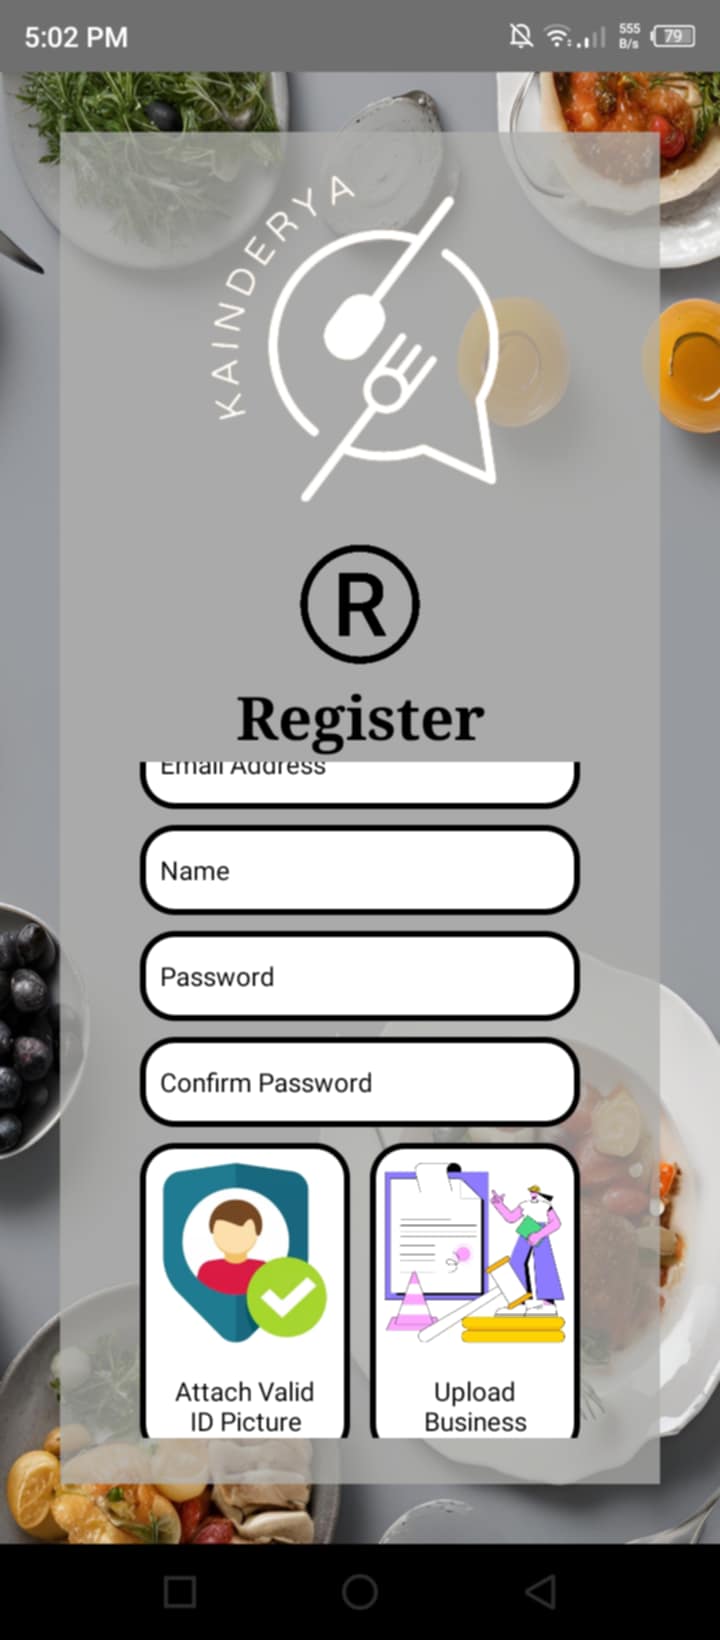 5:02 PM
555
B/s
79
KAINDERYA
R
Register
Email Address
Name
Password
Confirm Password
Attach Valid
ID Picture
Upload
Business